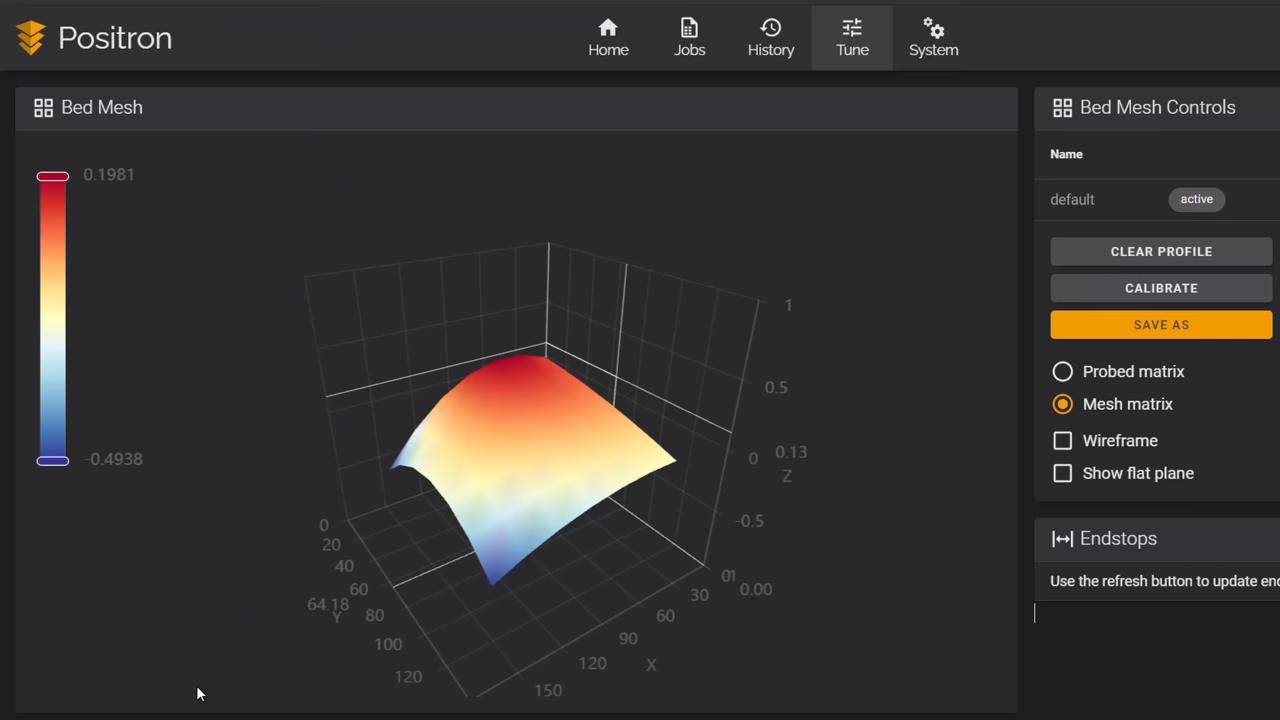 Positron
Home
Jobs
History
Tune
System
Bed Mesh
0.1981
-0.4938
1
0.5
0
0.13
Z
-0.5
0
20
40
60
64.18
Y
80
100
120
0
0.00
30
60
90
X
120
150
Bed Mesh Controls
Name
default
active
CLEAR PROFILE
CALIBRATE
SAVE AS
Probed matrix
Mesh matrix
Wireframe
Show flat plane
Endstops
Use the refresh button to update